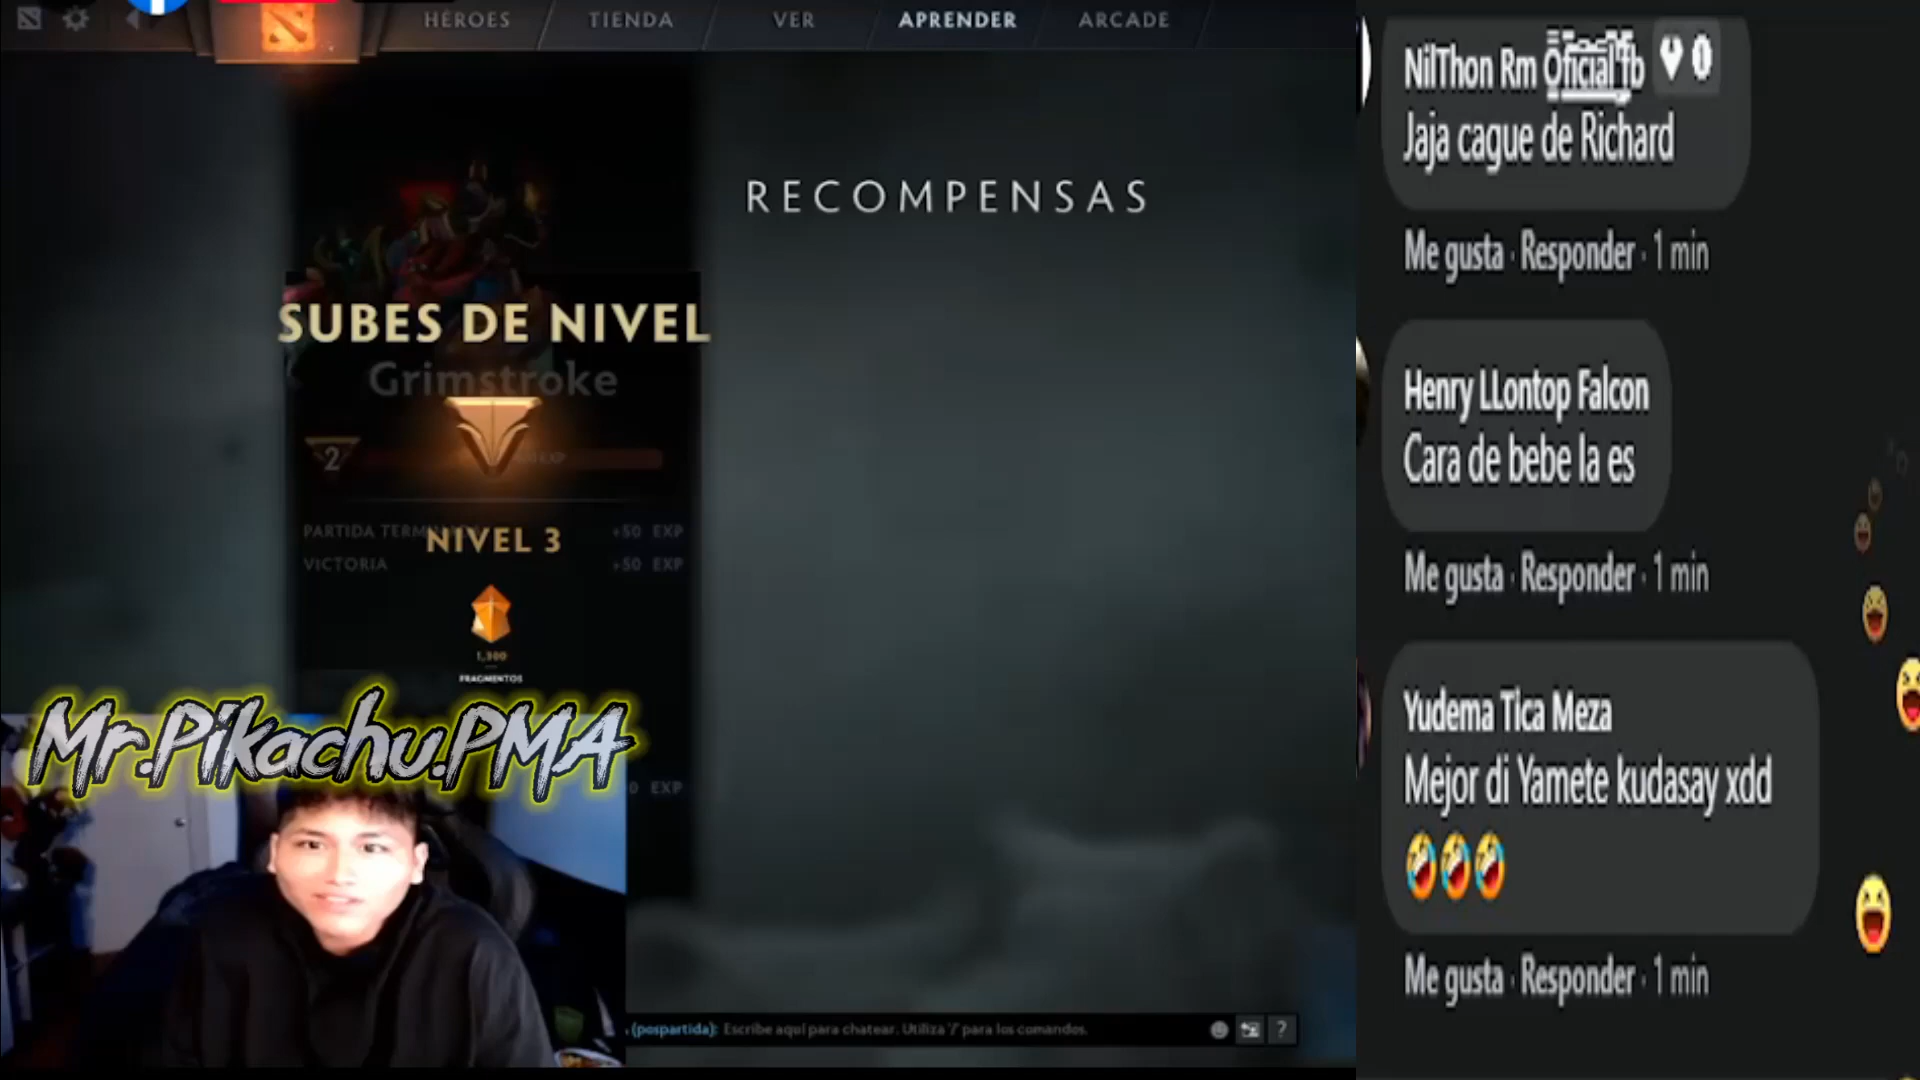 HÉROES
TIENDA
VER
APRENDER
ARCADE
RECOMPENSAS
SUBES DE NIVEL
Grimstroke
2
EXP
PARTIDA
+50 EXP
NIVEL 3
VICTORIA
+50 EXP
1,300
FRAGMENTOS
Mr.Pikachu.PMA
0 EXP
(pospartida): Escribe aquí para chatear. Utiliza '/' para los comandos.
?
NilThon Rm Oficial fb
Jaja cague de Richard
Me gusta · Responder · 1 min
Henry LLontop Falcon
Cara de bebe la es
Me gusta · Responder · 1 min
Yudema Tica Meza
Mejor di Yamete kudasay xdd
🤣🤣🤣
Me gusta · Responder · 1 min